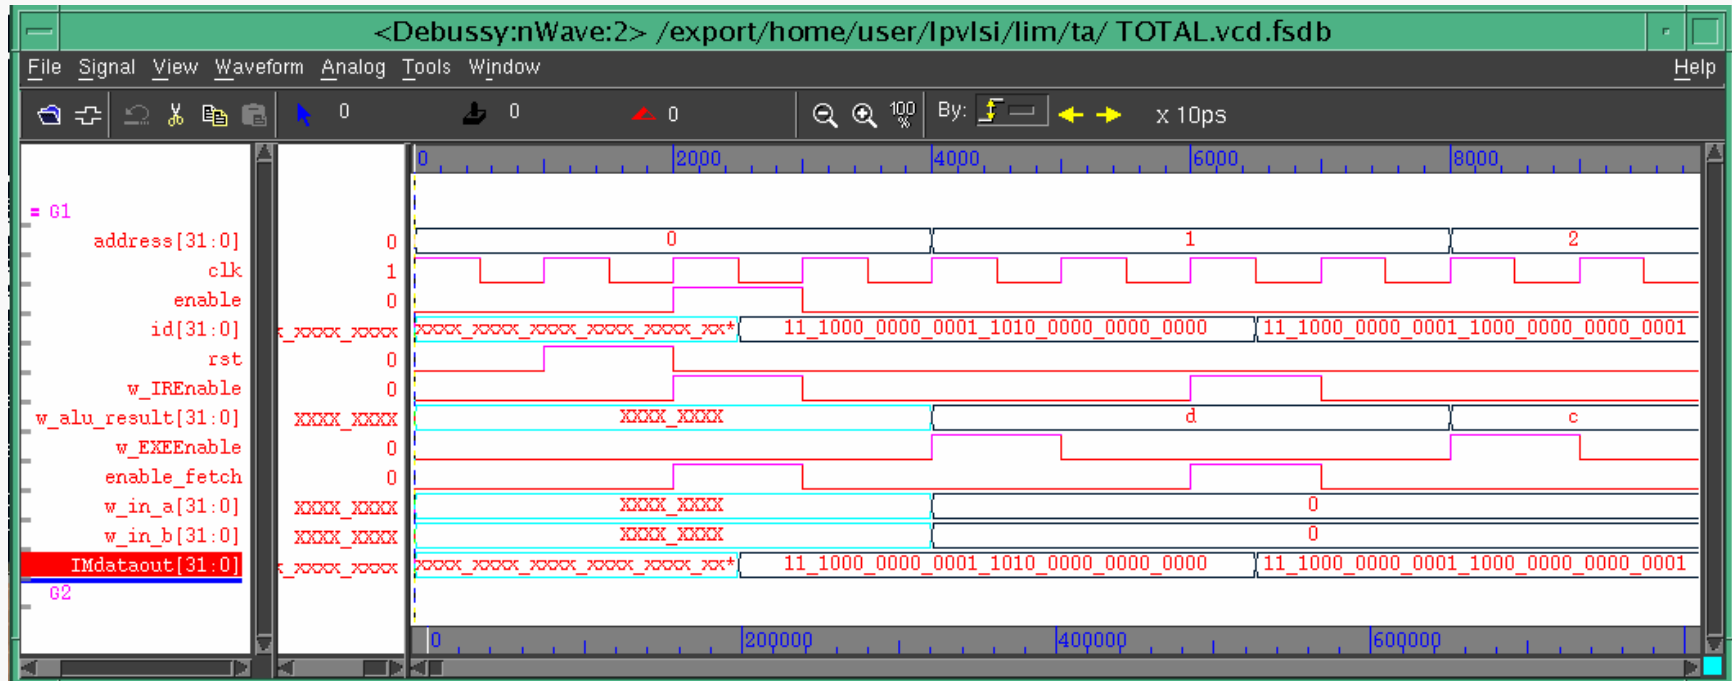 <Debussy:nWave:2> /export/home/user/lpvlsi/lim/ta/ TOTAL.vcd.fsdb
File Signal View Waveform Analog Tools Window Help
0 0 0 100% By: x 10ps
0 2000 4000 6000 8000
= G1
address[31:0] 0 0 1 2
clk 1
enable 0
id[31:0] x_xxxx_xxxx xxxx_xxxx_xxxx_xxxx_xxxx_xx* 11_1000_0000_0001_1010_0000_0000_0000 11_1000_0000_0001_1000_0000_0000_0001
rst 0
w_IREnable 0
w_alu_result[31:0] XXXX_XXXX XXXX_XXXX d c
w_EXEEnable 0
enable_fetch 0
w_in_a[31:0] XXXX_XXXX XXXX_XXXX 0
w_in_b[31:0] XXXX_XXXX XXXX_XXXX 0
IMdataout[31:0] x_xxxx_xxxx xxxx_xxxx_xxxx_xxxx_xxxx_xx* 11_1000_0000_0001_1010_0000_0000_0000 11_1000_0000_0001_1000_0000_0000_0001
G2
0 200000 400000 600000